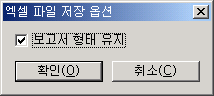 엑셀 파일 저장 옵션
보고서 형태 유지
확인(O) 취소(C)